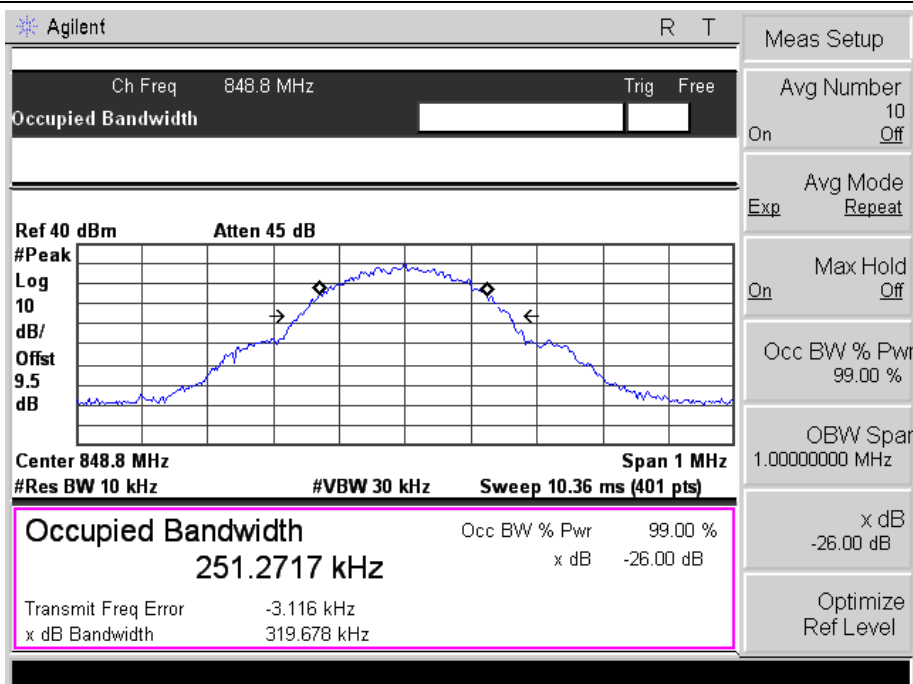 Agilent R T
Meas Setup
Ch Freq 848.8 MHz Trig Free
Occupied Bandwidth
Avg Number
10
On Off
Avg Mode
Exp Repeat
Max Hold
On Off
Occ BW % Pwr
99.00 %
OBW Span
1.00000000 MHz
x dB
-26.00 dB
Optimize
Ref Level
Ref 40 dBm Atten 45 dB
#Peak
Log
10
dB/
Offst
9.5
dB
Center 848.8 MHz Span 1 MHz
#Res BW 10 kHz #VBW 30 kHz Sweep 10.36 ms (401 pts)
Occupied Bandwidth Occ BW % Pwr 99.00 %
251.2717 kHz x dB -26.00 dB
Transmit Freq Error -3.116 kHz
x dB Bandwidth 319.678 kHz